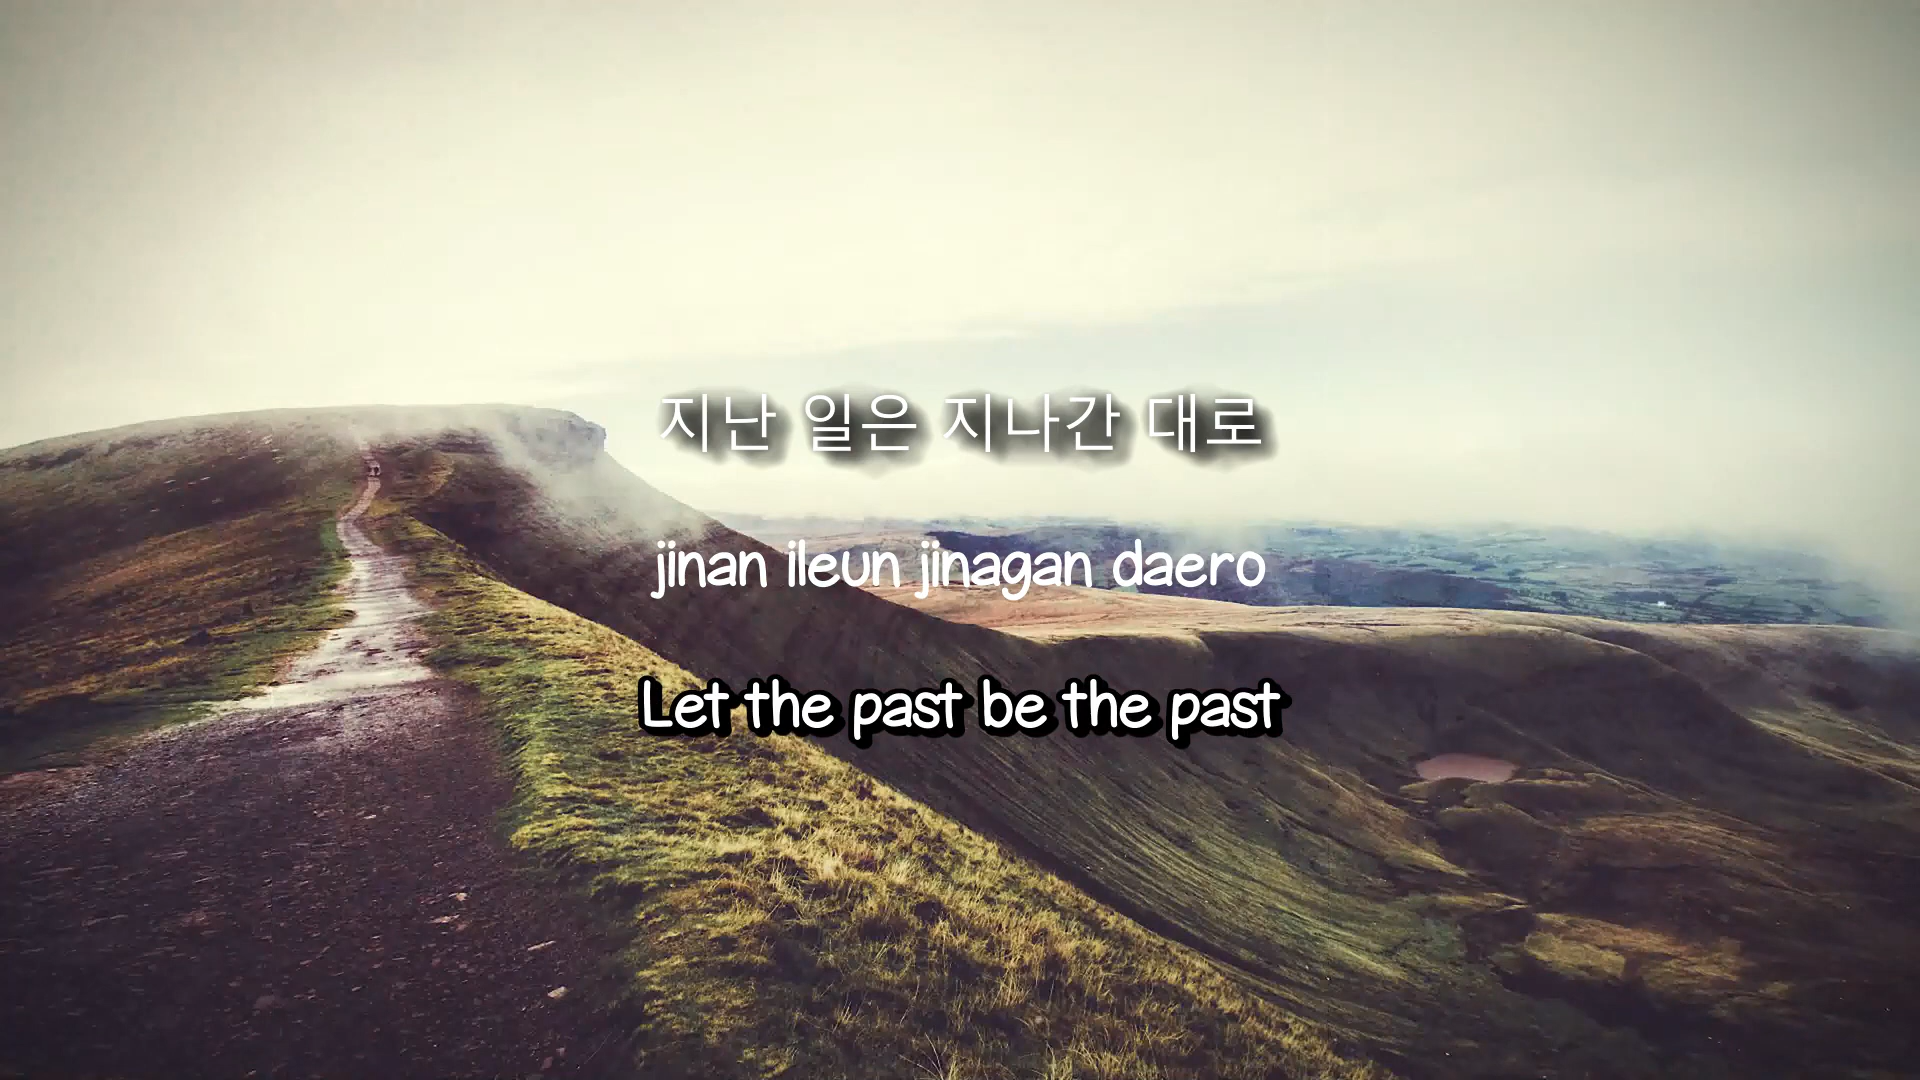 지난 일은 지나간 대로
jinan ileun jinagan daero
Let the past be the past